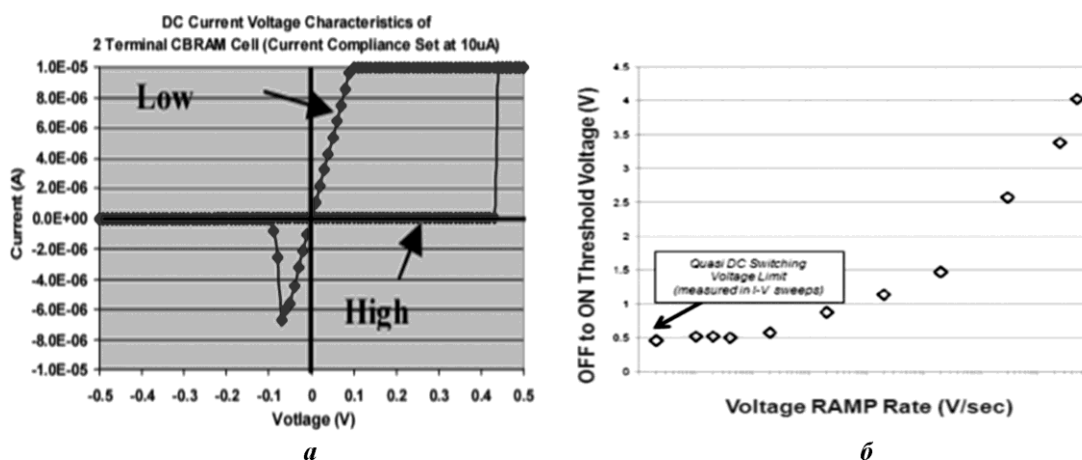 DC Current Voltage Characteristics of
2 Terminal CBRAM Cell (Current Compliance Set at 10uA)
Current (A)
1.0E-05
8.0E-06
6.0E-06
4.0E-06
2.0E-06
0.0E+00
-2.0E-06
-4.0E-06
-6.0E-06
-8.0E-06
-1.0E-05
Low
High
-0.5 -0.4 -0.3 -0.2 -0.1 0 0.1 0.2 0.3 0.4 0.5
Votlage (V)
а
OFF to ON Threshold Voltage (V)
4.5
4
3.5
3
2.5
2
1.5
1
0.5
0
Quasi DC Switching
Voltage Limit
(measured in I-V sweeps)
Voltage RAMP Rate (V/sec)
б